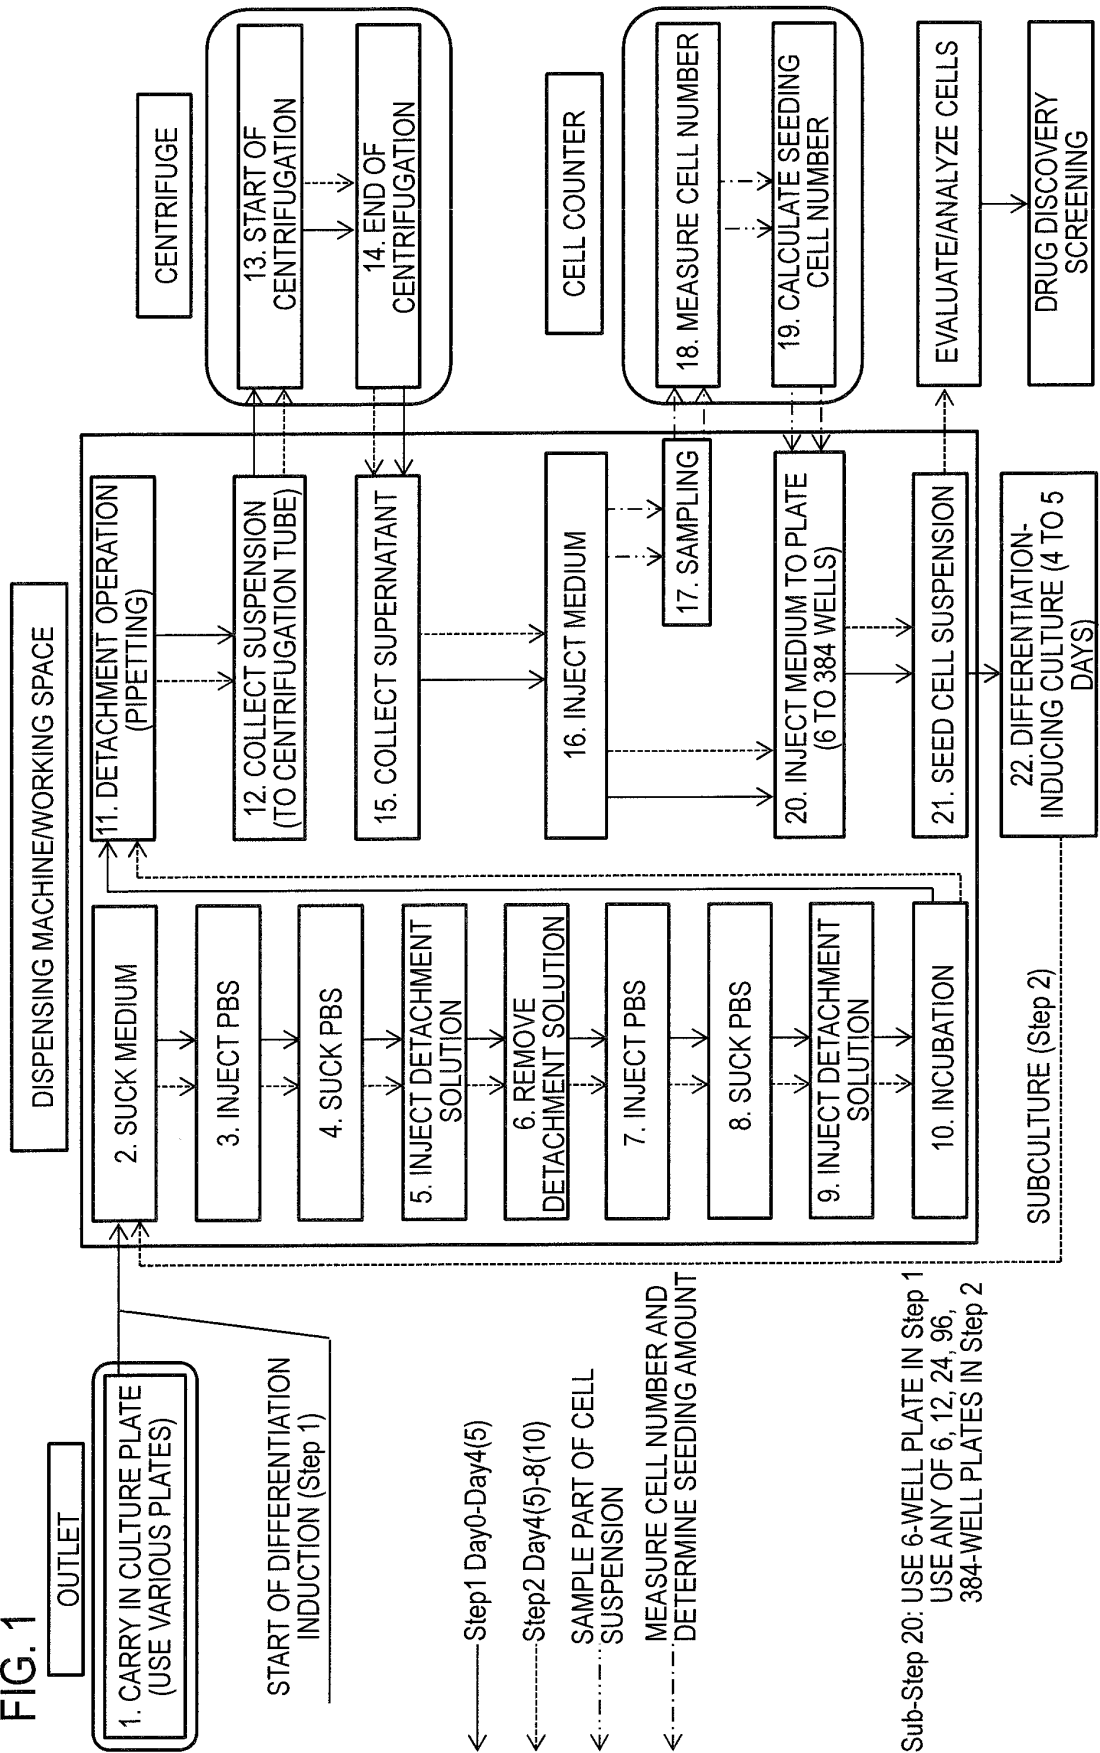 FIG. 1
OUTLET
1. CARRY IN CULTURE PLATE
(USE VARIOUS PLATES)
START OF DIFFERENTIATION
INDUCTION (Step 1)
DISPENSING MACHINE/WORKING SPACE
2. SUCK MEDIUM
3. INJECT PBS
4. SUCK PBS
5. INJECT DETACHMENT
SOLUTION
6. REMOVE
DETACHMENT SOLUTION
7. INJECT PBS
8. SUCK PBS
9. INJECT DETACHMENT
SOLUTION
10. INCUBATION
11. DETACHMENT OPERATION
(PIPETTING)
12. COLLECT SUSPENSION
(TO CENTRIFUGATION TUBE)
15. COLLECT SUPERNATANT
16. INJECT MEDIUM
17. SAMPLING
20. INJECT MEDIUM TO PLATE
(6 TO 384 WELLS)
21. SEED CELL SUSPENSION
22. DIFFERENTIATION-
INDUCING CULTURE (4 TO 5
DAYS)
SUBCULTURE (Step 2)
CENTRIFUGE
13. START OF
CENTRIFUGATION
14. END OF
CENTRIFUGATION
CELL COUNTER
18. MEASURE CELL NUMBER
19. CALCULATE SEEDING
CELL NUMBER
EVALUATE/ANALYZE CELLS
DRUG DISCOVERY
SCREENING
Step1 Day0-Day4(5)
Step2 Day4(5)-8(10)
SAMPLE PART OF CELL
SUSPENSION
MEASURE CELL NUMBER AND
DETERMINE SEEDING AMOUNT
Sub-Step 20: USE 6-WELL PLATE IN Step 1
USE ANY OF 6, 12, 24, 96,
384-WELL PLATES IN Step 2